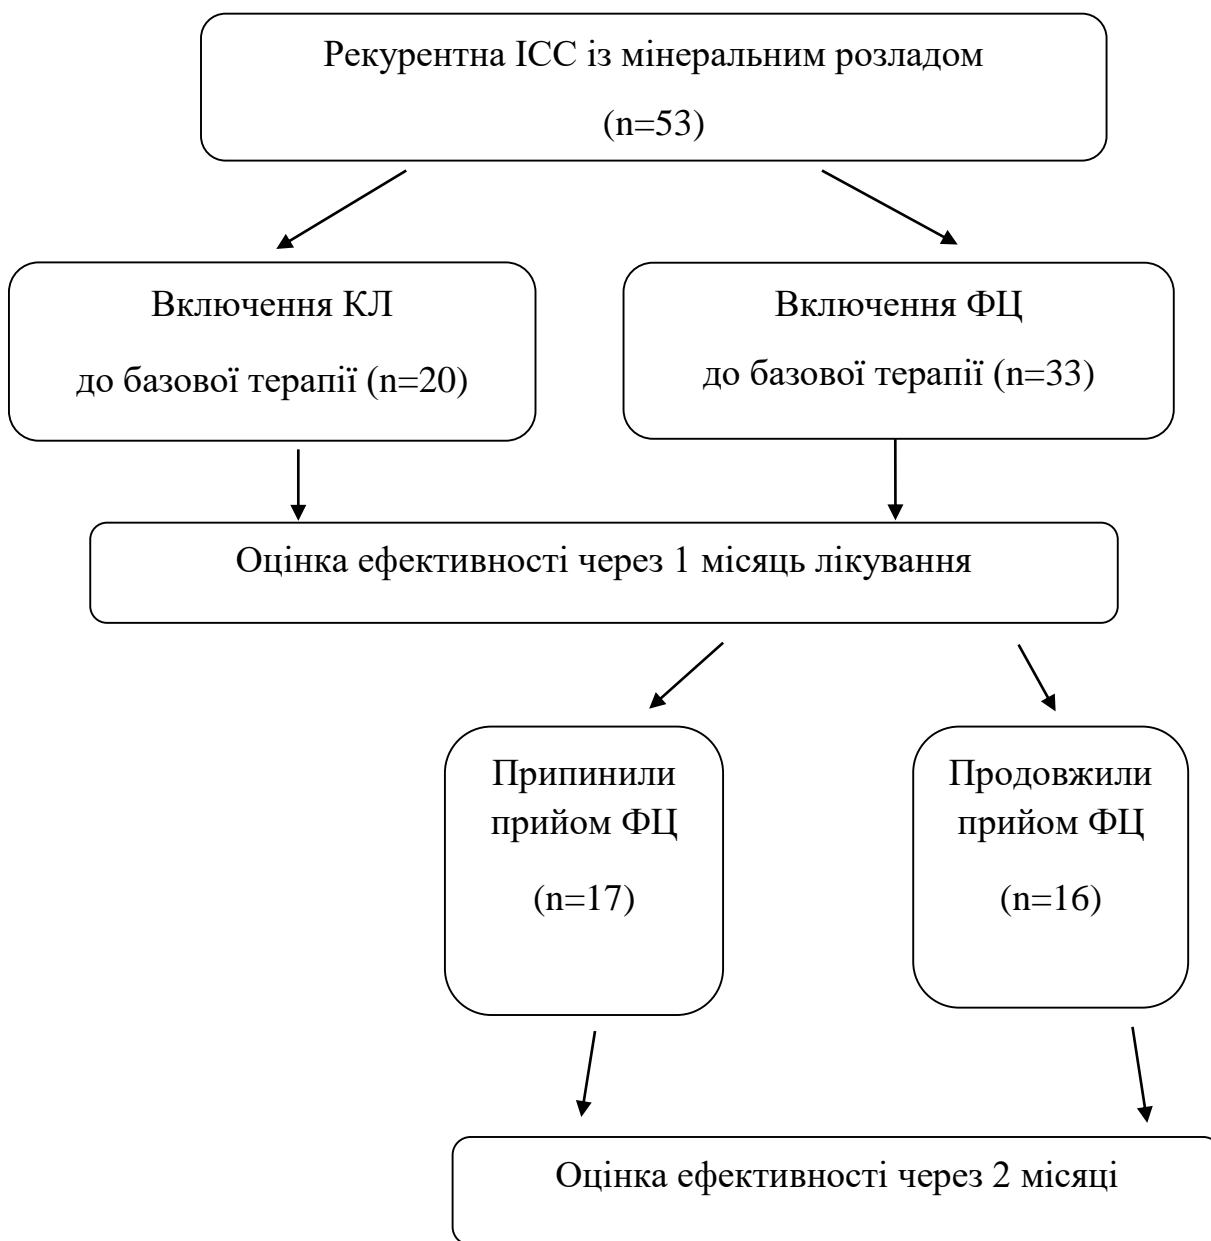 Рекурентна ІСС із мінеральним розладом
(n=53)
Включення КЛ
до базової терапії (n=20)
Включення ФЦ
до базової терапії (n=33)
Оцінка ефективності через 1 місяць лікування
Припинили
прийом ФЦ
(n=17)
Продовжили
прийом ФЦ
(n=16)
Оцінка ефективності через 2 місяці